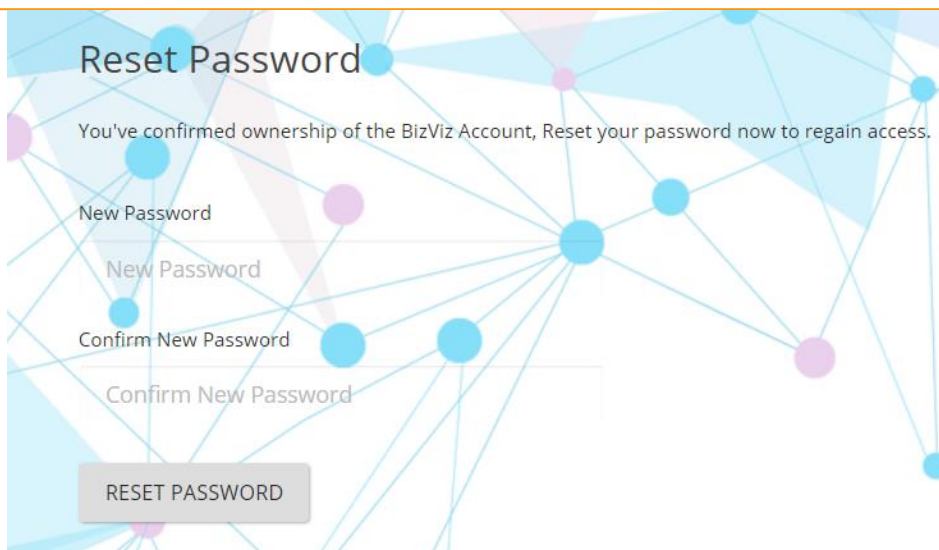 Reset Password
You've confirmed ownership of the BizViz Account, Reset your password now to regain access.
New Password
New Password
Confirm New Password
Confirm New Password
RESET PASSWORD